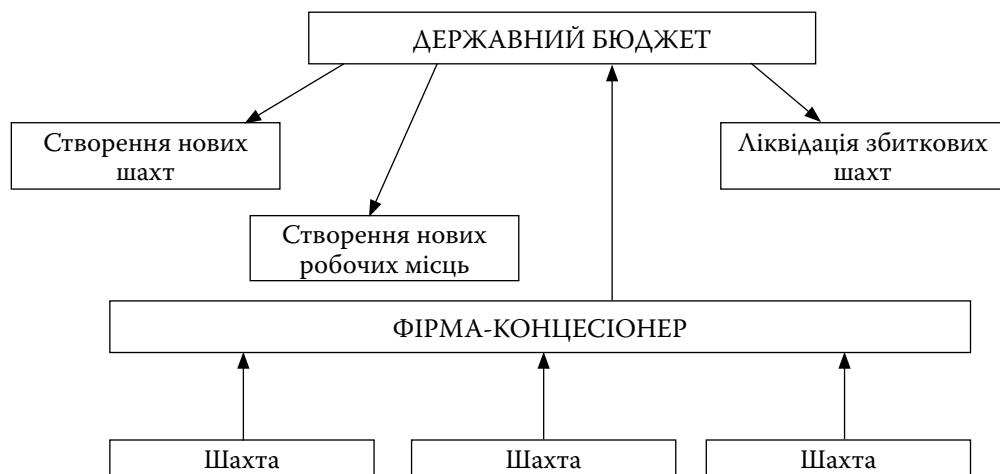 ДЕРЖАВНИЙ БЮДЖЕТ
Створення нових
шахт
Ліквідація збиткових
шахт
Створення нових
робочих місць
ФІРМА-КОНЦЕСІОНЕР
Шахта
Шахта
Шахта